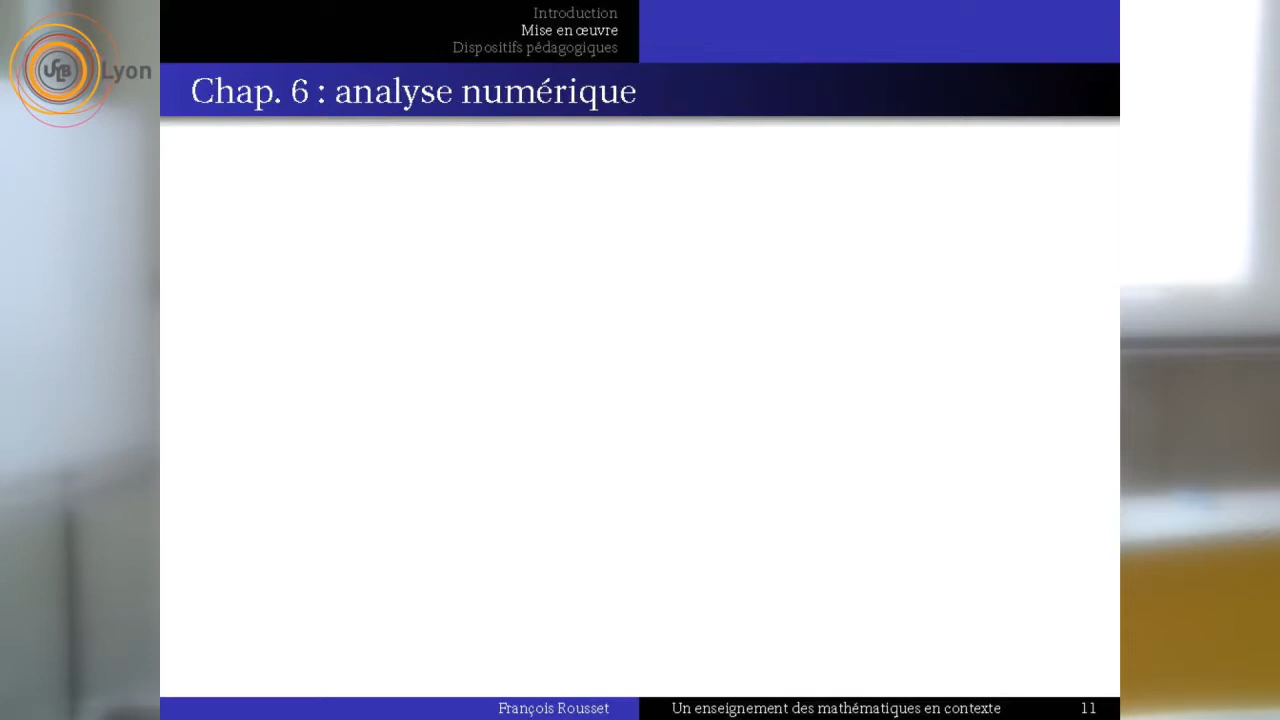 UCLB Lyon
Introduction
Mise en œuvre
Dispositifs pédagogiques
Chap. 6 : analyse numérique
François Rousset
Un enseignement des mathématiques en contexte
11